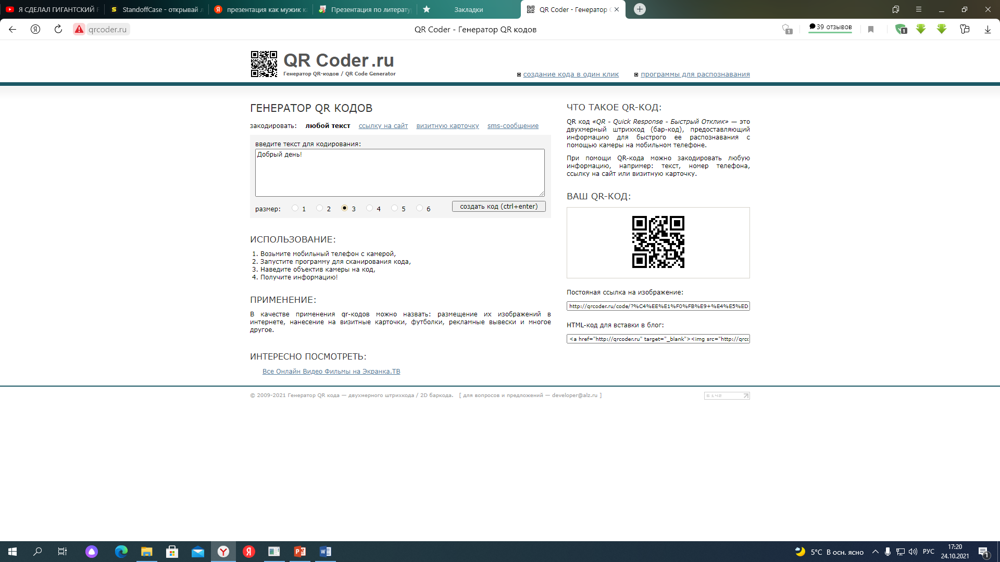 Я СДЕЛАЛ ГИГАНТСКИЙ
StandoffCase - открывай
презентация как мужик
Презентация по литерату
Закладки
QR Coder - Генератор
qrcoder.ru
QR Coder - Генератор QR кодов
1
39 отзывов
1
QR Coder.ru
Генератор QR-кодов / QR Code Generator
создание кода в один клик
программы для распознавания
ГЕНЕРАТОР QR КОДОВ
закодировать: любой текст ссылку на сайт визитную карточку sms-сообщение
введите текст для кодирования:
Добрый день!
размер: 1 2 3 4 5 6 создать код (ctrl+enter)
ИСПОЛЬЗОВАНИЕ:
1. Возьмите мобильный телефон с камерой,
2. Запустите программу для сканирования кода,
3. Наведите объектив камеры на код,
4. Получите информацию!
ПРИМЕНЕНИЕ:
В качестве применения qr-кодов можно назвать: размещение их изображений в
интернете, нанесение на визитные карточки, футболки, рекламные вывески и многое
другое.
ИНТЕРЕСНО ПОСМОТРЕТЬ:
Все Онлайн Видео Фильмы на Экранка.ТВ
ЧТО ТАКОЕ QR-КОД:
QR код «QR - Quick Response - Быстрый Отклик» — это
двухмерный штрихкод (бар-код), предоставляющий
информацию для быстрого ее распознавания с
помощью камеры на мобильном телефоне.
При помощи QR-кода можно закодировать любую
информацию, например: текст, номер телефона,
ссылку на сайт или визитную карточку.
ВАШ QR-КОД:
Постояная ссылка на изображение:
http://qrcoder.ru/code/?%C4%EE%E1%F0%FB%E9+%E4%E5%ED
HTML-код для вставки в блог:
<a href="http://qrcoder.ru" target="_blank"><img src="http://qrco
© 2009-2021 Генератор QR кода — двухмерного штрихкода / 2D баркода. [ для вопросов и предложений — developer@alz.ru ]
6142
5°C В осн. ясно
РУС
17:20
24.10.2021
1